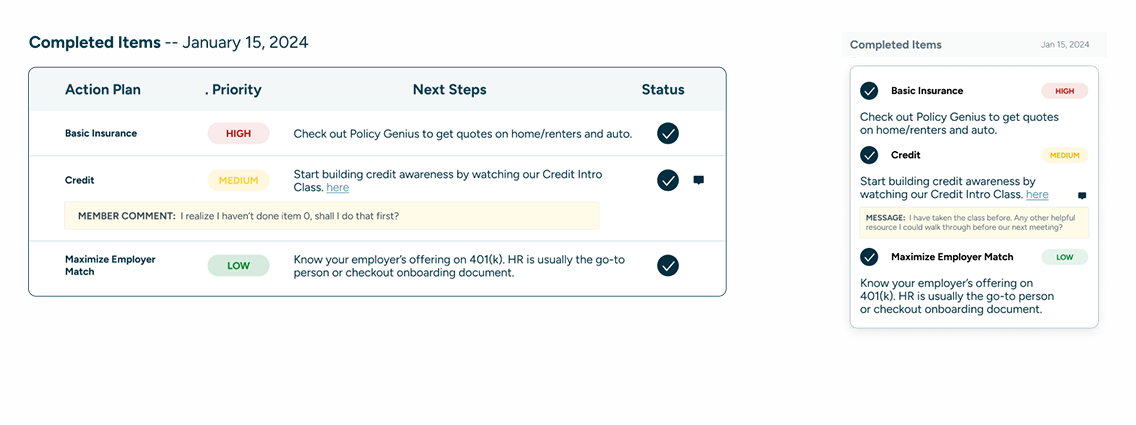 Completed Items -- January 15, 2024
Action Plan . Priority Next Steps Status
Basic Insurance HIGH Check out Policy Genius to get quotes on home/renters and auto.
Credit MEDIUM Start building credit awareness by watching our Credit Intro
Class. here
MEMBER COMMENT: I realize I haven't done item 0, shall I do that first?
Maximize Employer
Match
LOW
Know your employer's offering on 401(k). HR is usually the go-to
person or checkout onboarding document.
Completed Items Jan 15, 2024
Basic Insurance HIGH
Check out Policy Genius to get quotes
on home/renters and auto.
Credit MEDIUM
Start building credit awareness by
watching our Credit Intro Class. here
MESSAGE: I have taken the class before. Any other helpful
resource I could walk through before our next meeting?
Maximize Employer Match LOW
Know your employer's offering on
401(k). HR is usually the go-to person
or checkout onboarding document.